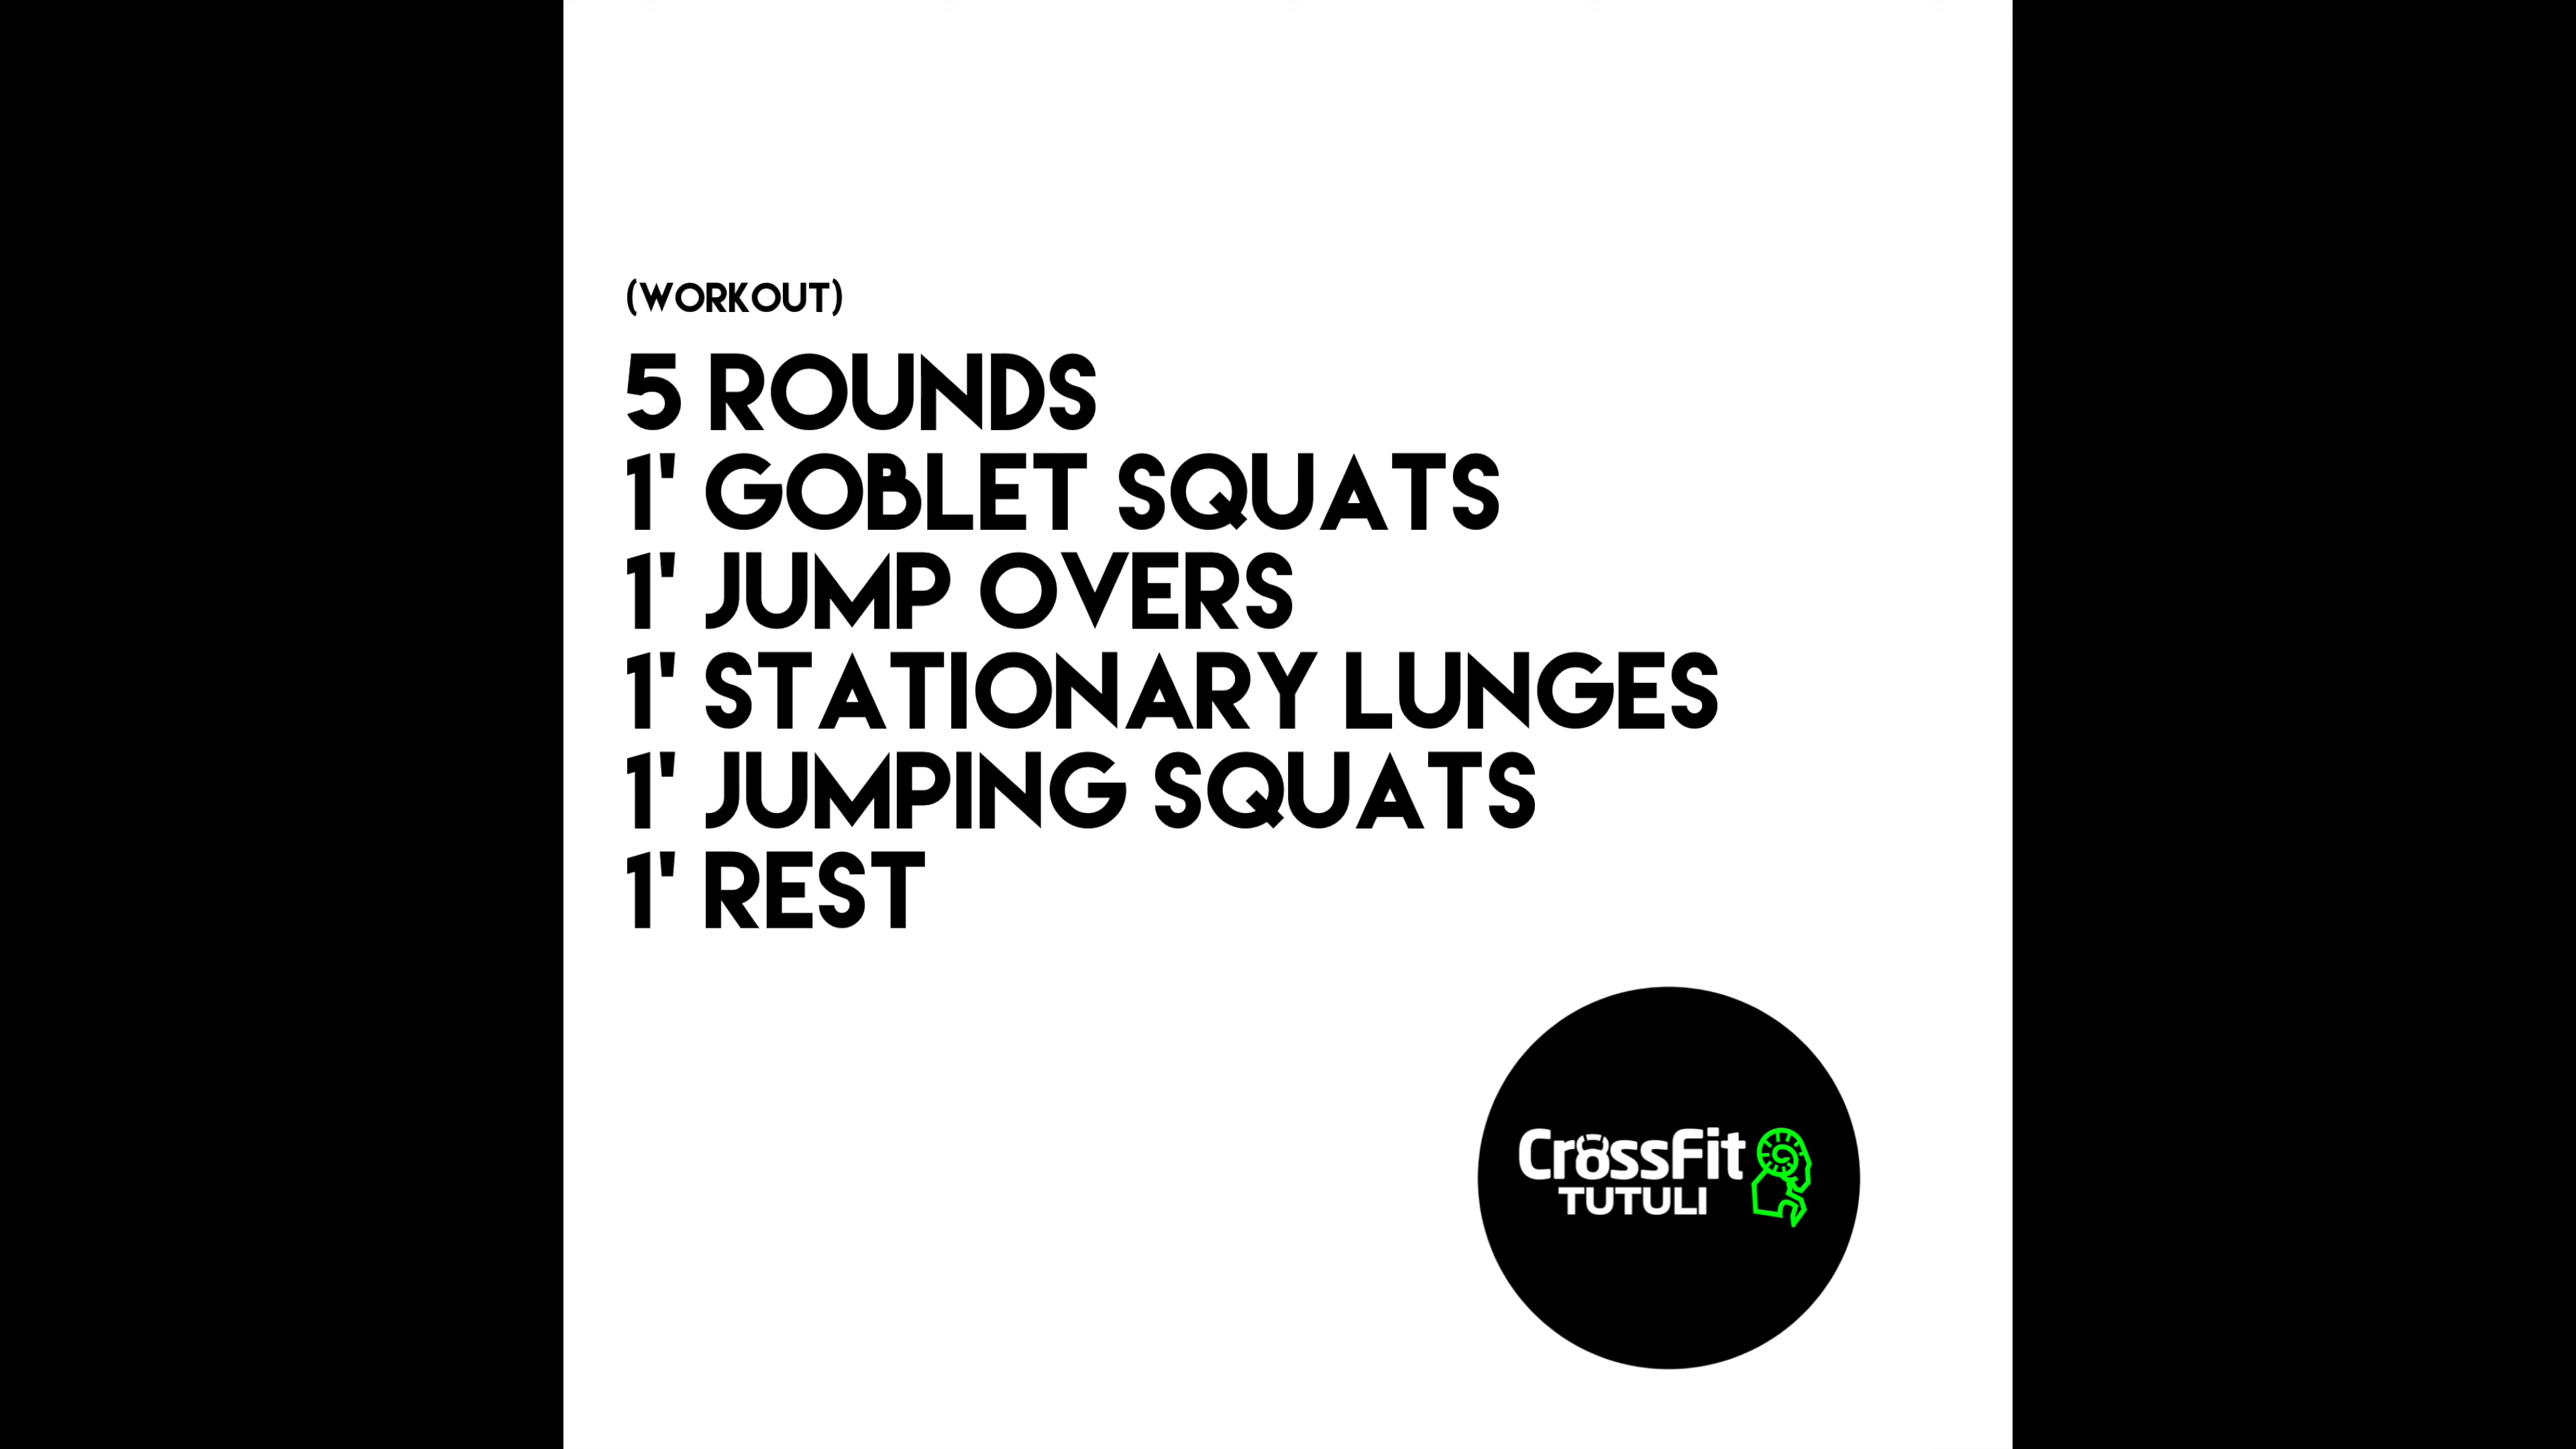 (WORKOUT)
5 ROUNDS
1' GOBLET SQUATS
1' JUMP OVERS
1' STATIONARY LUNGES
1' JUMPING SQUATS
1' REST
CrossFit
TUTULI